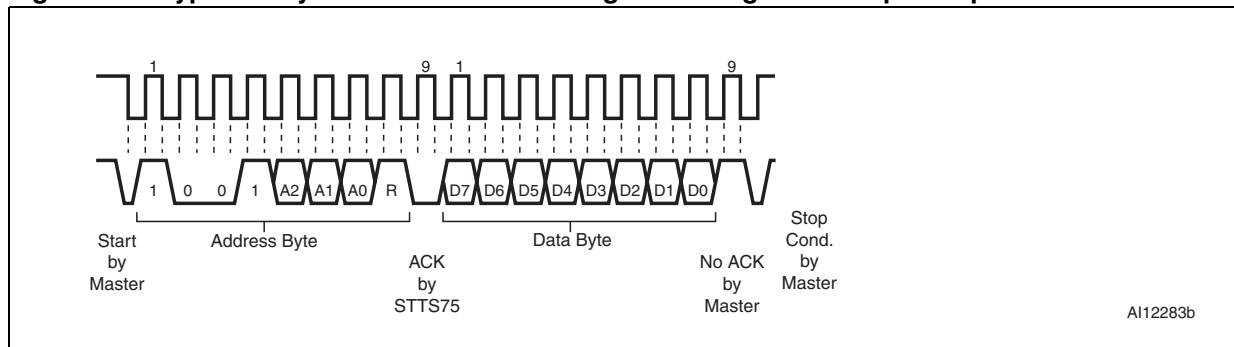 1 9 1 9
1 0 0 1 A2 A1 A0 R D7 D6 D5 D4 D3 D2 D1 D0
Start
by
Master
Address Byte
ACK
by
STTS75
Data Byte
No ACK
by
Master
Stop
Cond.
by
Master
AI12283b